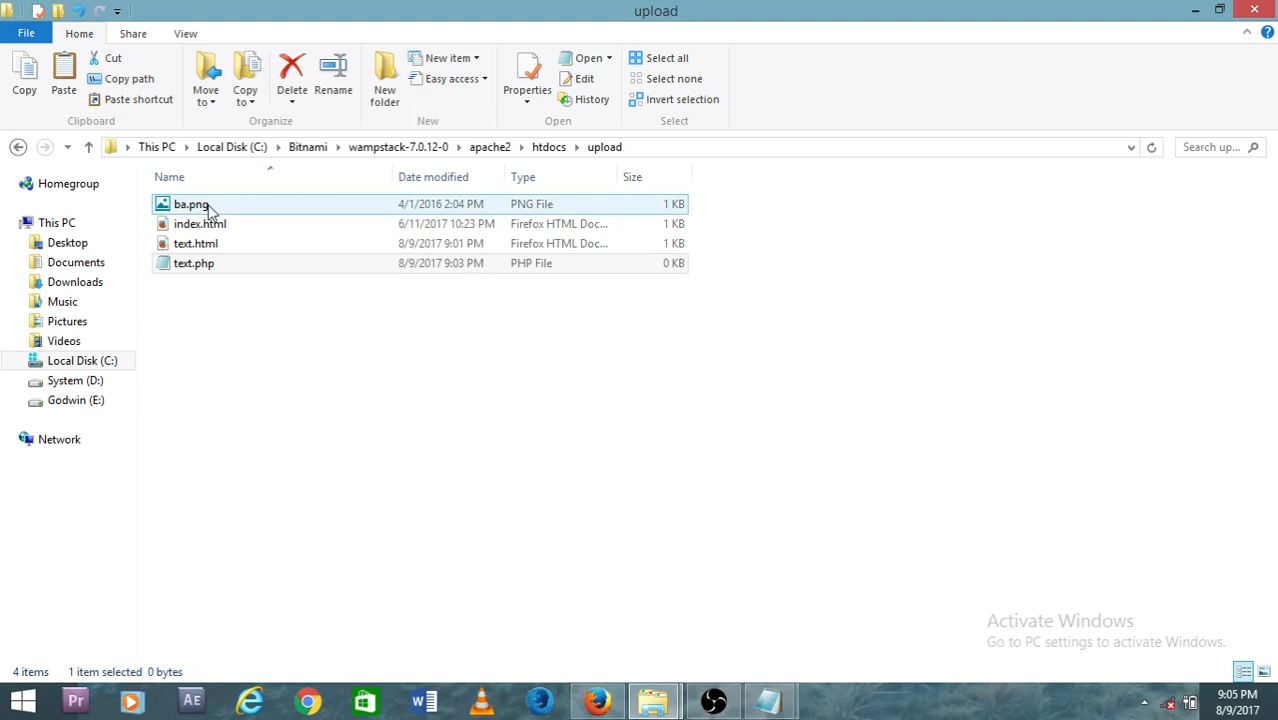 upload
File Home Share View
Copy
Paste
Cut
Copy path
Paste shortcut
Clipboard
Move to
Copy to
Delete
Rename
Organize
New folder
New item
Easy access
New
Properties
Open
Edit
History
Open
Select all
Select none
Invert selection
Select
This PC Local Disk (C:) Bitnami wampstack-7.0.12-0 apache2 htdocs upload
Search up...
Name Date modified Type Size
ba.png 4/1/2016 2:04 PM PNG File 1 KB
index.html 6/11/2017 10:23 PM Firefox HTML Doc... 1 KB
text.html 8/9/2017 9:01 PM Firefox HTML Doc... 1 KB
text.php 8/9/2017 9:03 PM PHP File 0 KB
Homegroup
This PC
Desktop
Documents
Downloads
Music
Pictures
Videos
Local Disk (C:)
System (D:)
Godwin (E:)
Network
Activate Windows
Go to PC settings to activate Windows.
4 items 1 item selected 0 bytes
Pr
AE
9:05 PM
8/9/2017